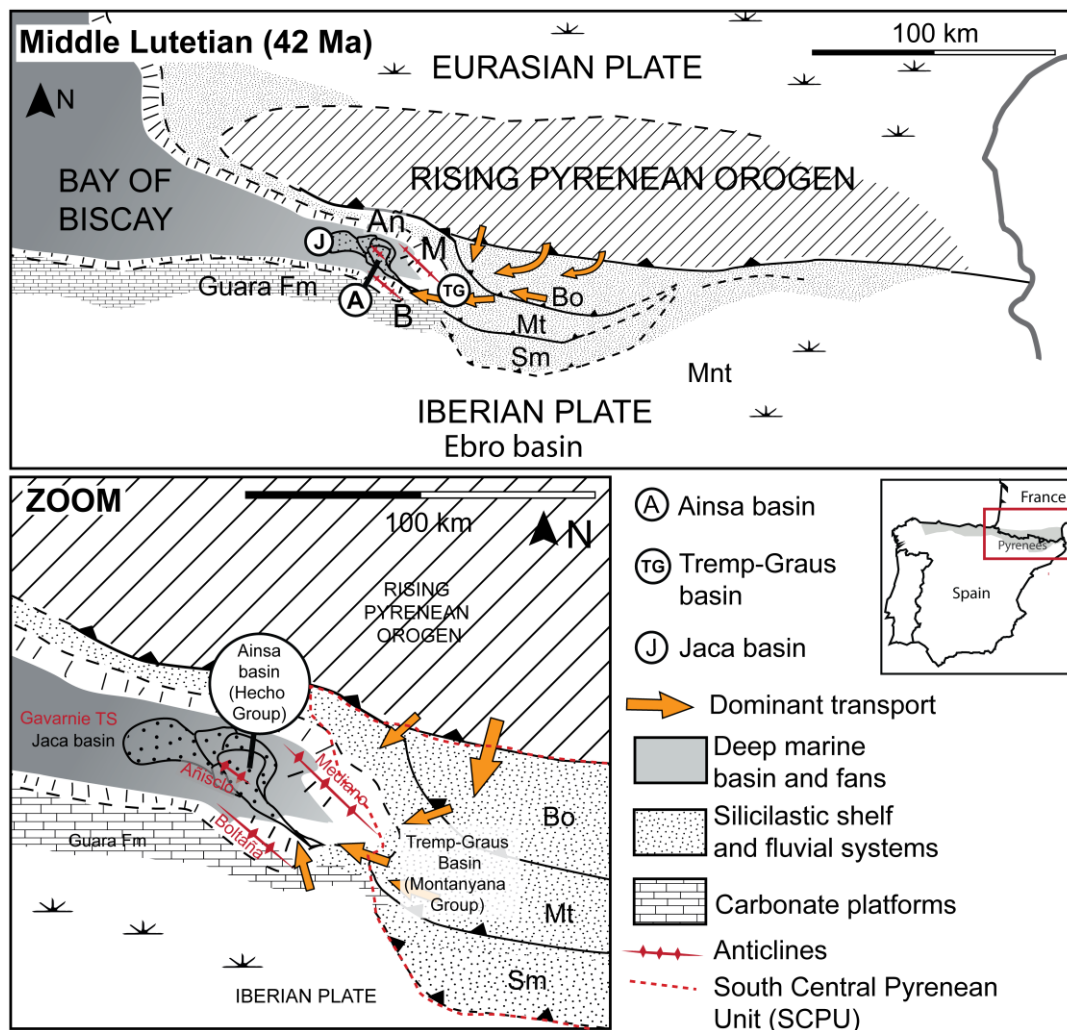 Middle Lutetian (42 Ma)
100 km
EURASIAN PLATE
N
RISING PYRENEAN OROGEN
BAY OF
BISCAY
An
J
M
TG
Guara Fm
A
B
Bo
Mt
Sm
Mnt
IBERIAN PLATE
Ebro basin
ZOOM
100 km
N
RISING
PYRENEAN
OROGEN
Ainsa
basin
(Hecho
Group)
Gavarnie TS
Jaca basin
Añisclo
Mediano
Boltaña
Guara Fm
Bo
Tremp-Graus
Basin
(Montanyana
Group)
Mt
Sm
IBERIAN PLATE
A Ainsa basin
TG Tremp-Graus
basin
J Jaca basin
France
Pyrenees
Spain
Dominant transport
Deep marine
basin and fans
Silicilastic shelf
and fluvial systems
Carbonate platforms
Anticlines
South Central Pyrenean
Unit (SCPU)